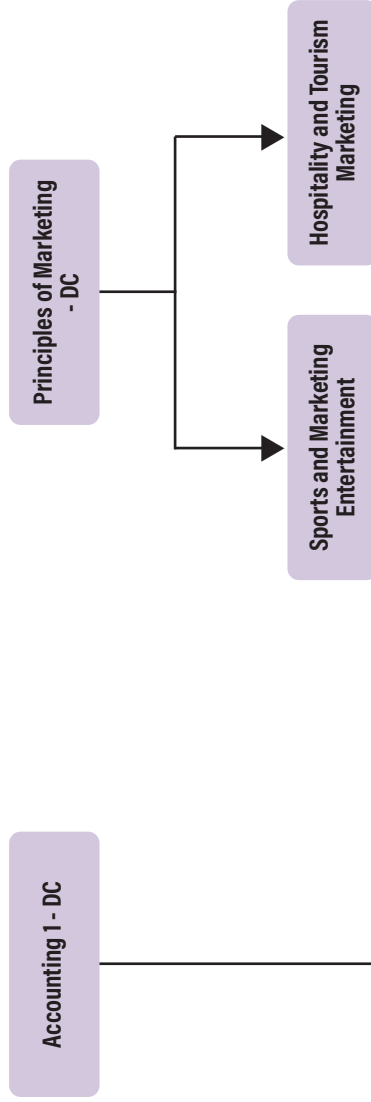 Accounting 1 - DC
Principles of Marketing
- DC
Sports and Marketing
Entertainment
Hospitality and Tourism
Marketing